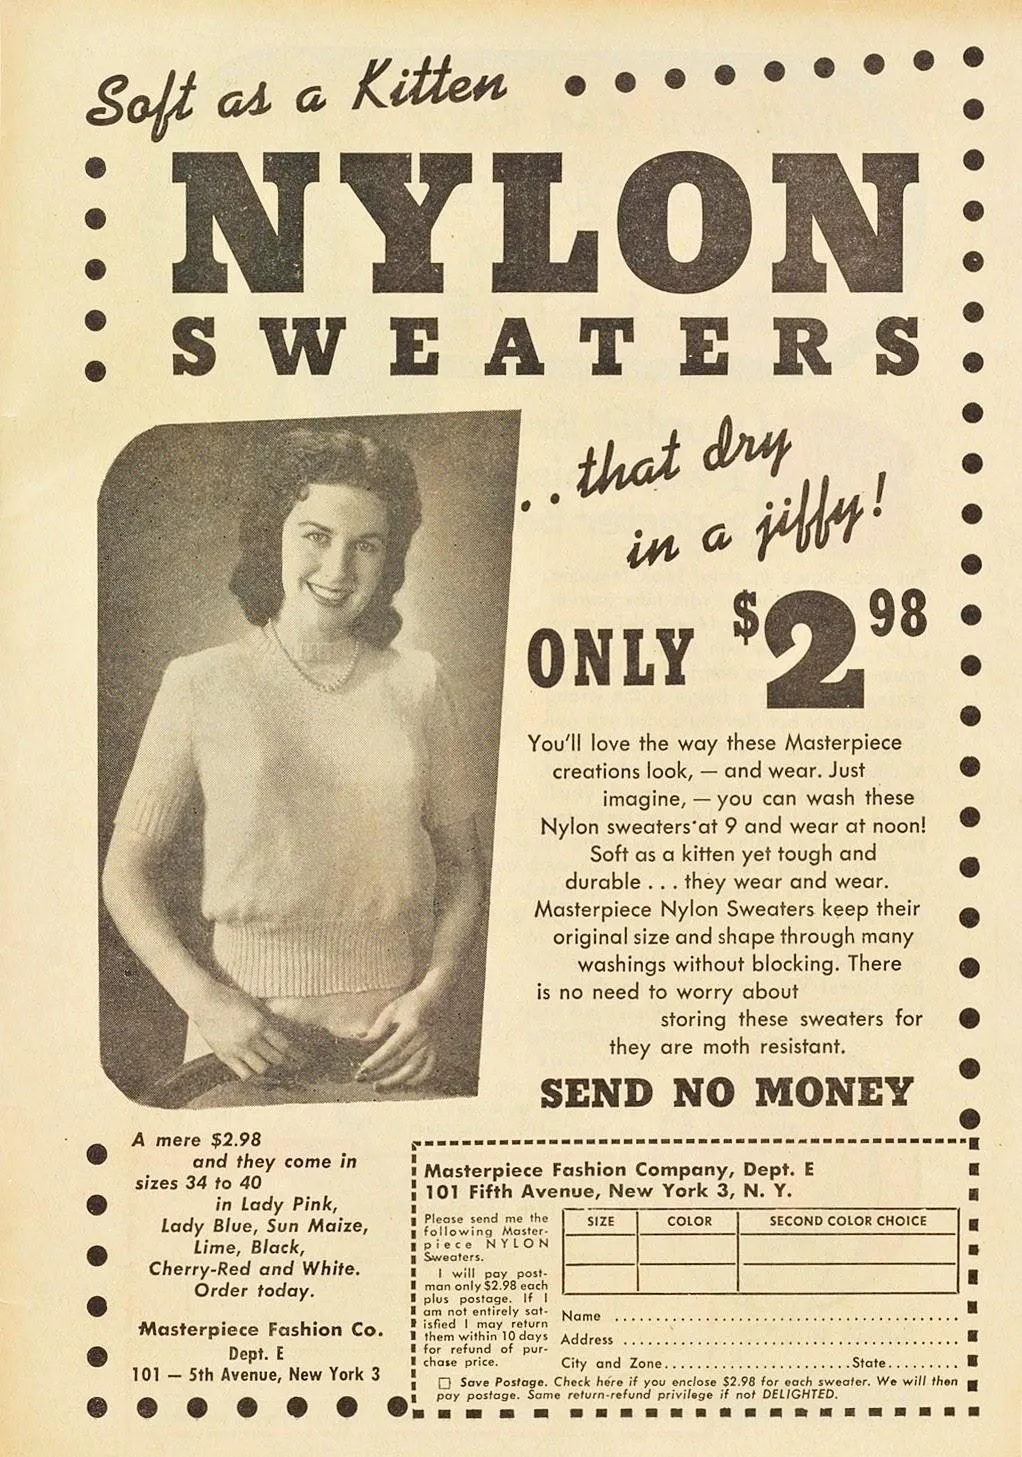 Soft as a Kitten
NYLON
SWEATERS
..that dry
in a jiffy!
ONLY $2.98
You'll love the way these Masterpiece
creations look, — and wear. Just
imagine, — you can wash these
Nylon sweaters at 9 and wear at noon!
Soft as a kitten yet tough and
durable . . . they wear and wear.
Masterpiece Nylon Sweaters keep their
original size and shape through many
washings without blocking. There
is no need to worry about
storing these sweaters for
they are moth resistant.
SEND NO MONEY
A mere $2.98
and they come in
sizes 34 to 40
in Lady Pink,
Lady Blue, Sun Maize,
Lime, Black,
Cherry-Red and White.
Order today.
Masterpiece Fashion Co.
Dept. E
101 — 5th Avenue, New York 3
Masterpiece Fashion Company, Dept. E
101 Fifth Avenue, New York 3, N. Y.
Please send me the
following Master-
piece NYLON
Sweaters.
I will pay post-
man only $2.98 each
plus postage. If I
am not entirely sat-
isfied I may return
them within 10 days
for refund of pur-
chase price.
SIZE COLOR SECOND COLOR CHOICE
Name
Address
City and Zone State
Save Postage. Check here if you enclose $2.98 for each sweater. We will then
pay postage. Same return-refund privilege if not DELIGHTED.